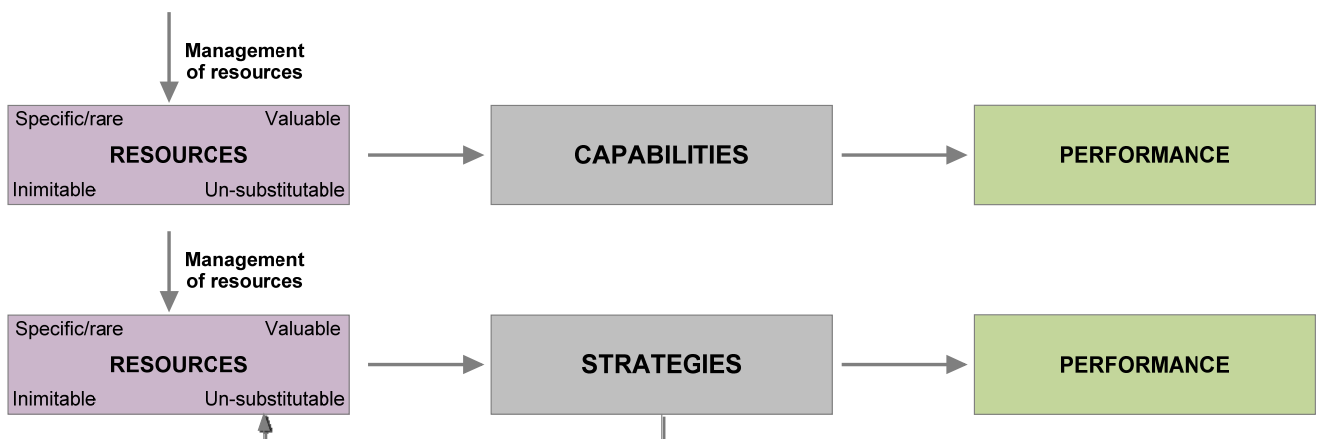 Management
of resources
Specific/rare Valuable
RESOURCES
Inimitable Un-substitutable
CAPABILITIES
PERFORMANCE
Management
of resources
Specific/rare Valuable
RESOURCES
Inimitable Un-substitutable
STRATEGIES
PERFORMANCE